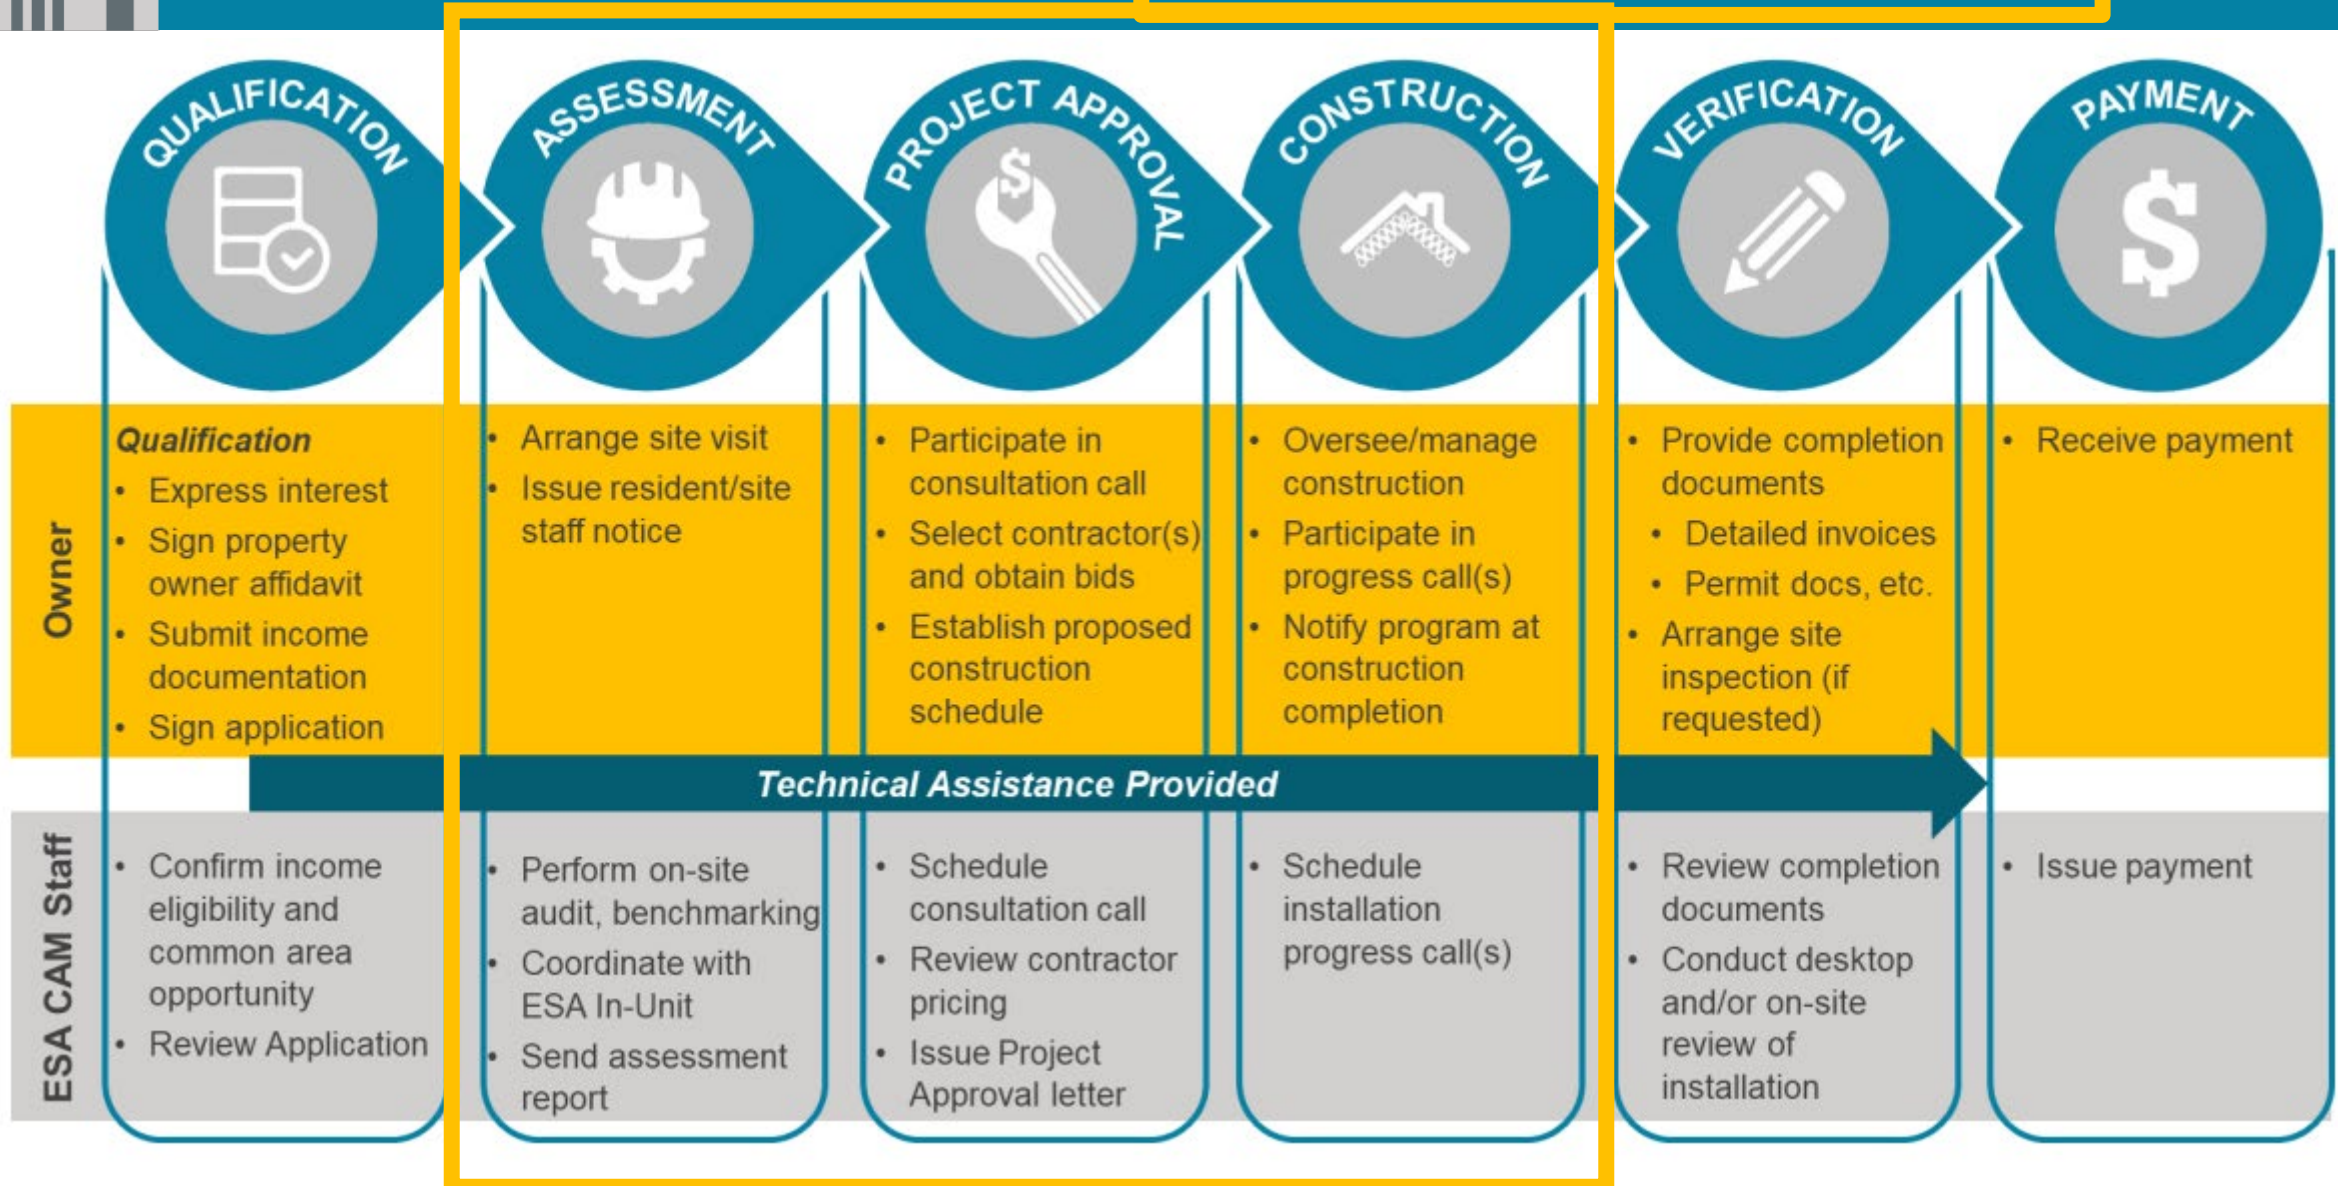 QUALIFICATION
ASSESSMENT
PROJECT APPROVAL
CONSTRUCTION
VERIFICATION
PAYMENT
$
$
Owner
Qualification
• Express interest
• Sign property
owner affidavit
• Submit income
documentation
• Sign application
• Arrange site visit
• Issue resident/site
staff notice
• Participate in
consultation call
• Select contractor(s)
and obtain bids
• Establish proposed
construction
schedule
• Oversee/manage
construction
• Participate in
progress call(s)
• Notify program at
construction
completion
• Provide completion
documents
• Detailed invoices
• Permit docs, etc.
• Arrange site
inspection (if
requested)
• Receive payment
Technical Assistance Provided
ESA CAM Staff
• Confirm income
eligibility and
common area
opportunity
• Review Application
• Perform on-site
audit, benchmarking
• Coordinate with
ESA In-Unit
• Send assessment
report
• Schedule
consultation call
• Review contractor
pricing
• Issue Project
Approval letter
• Schedule
installation
progress call(s)
• Review completion
documents
• Conduct desktop
and/or on-site
review of
installation
• Issue payment